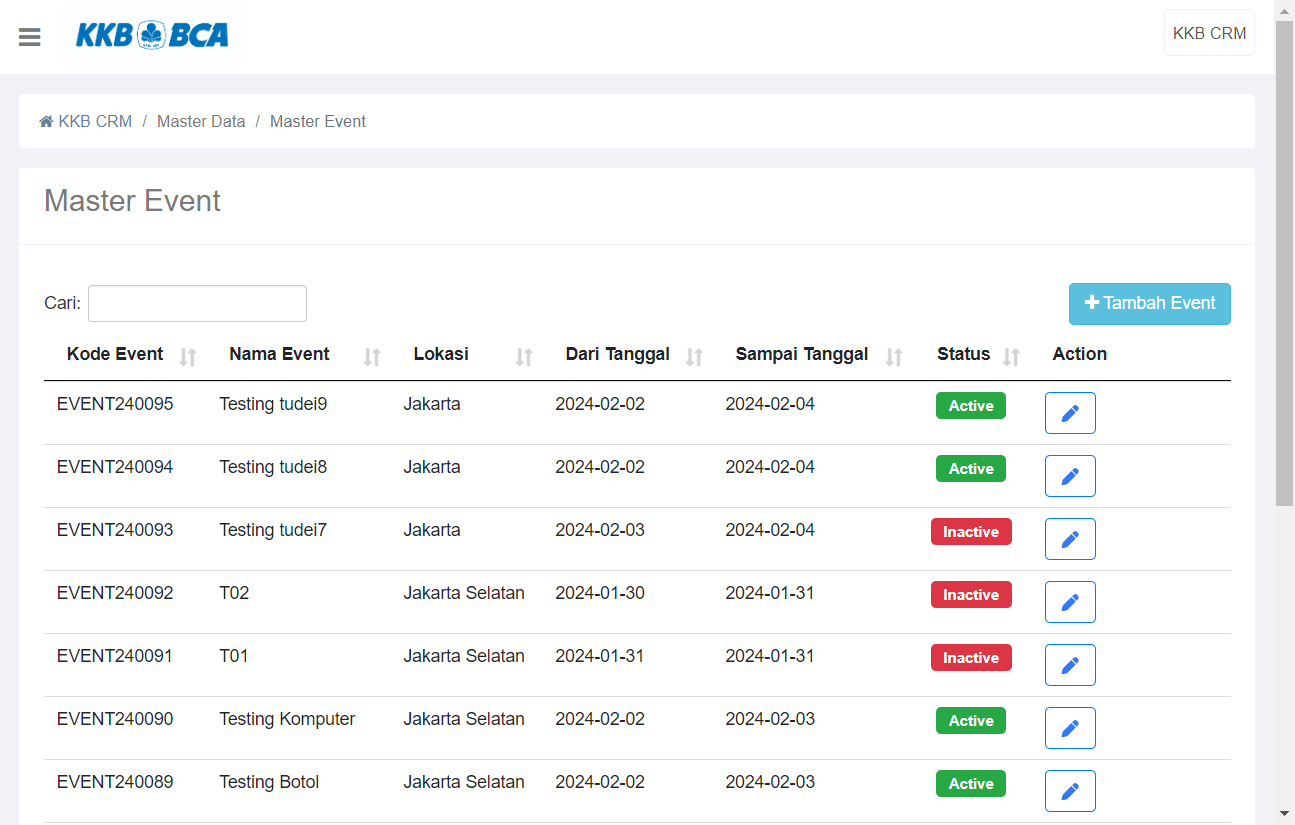 KKB BCA
KKB CRM
KKB CRM / Master Data / Master Event
Master Event
Cari:
Tambah Event
Kode Event Nama Event Lokasi Dari Tanggal Sampai Tanggal Status Action
EVENT240095 Testing tudei9 Jakarta 2024-02-02 2024-02-04 Active
EVENT240094 Testing tudei8 Jakarta 2024-02-02 2024-02-04 Active
EVENT240093 Testing tudei7 Jakarta 2024-02-03 2024-02-04 Inactive
EVENT240092 T02 Jakarta Selatan 2024-01-30 2024-01-31 Inactive
EVENT240091 T01 Jakarta Selatan 2024-01-31 2024-01-31 Inactive
EVENT240090 Testing Komputer Jakarta Selatan 2024-02-02 2024-02-03 Active
EVENT240089 Testing Botol Jakarta Selatan 2024-02-02 2024-02-03 Active